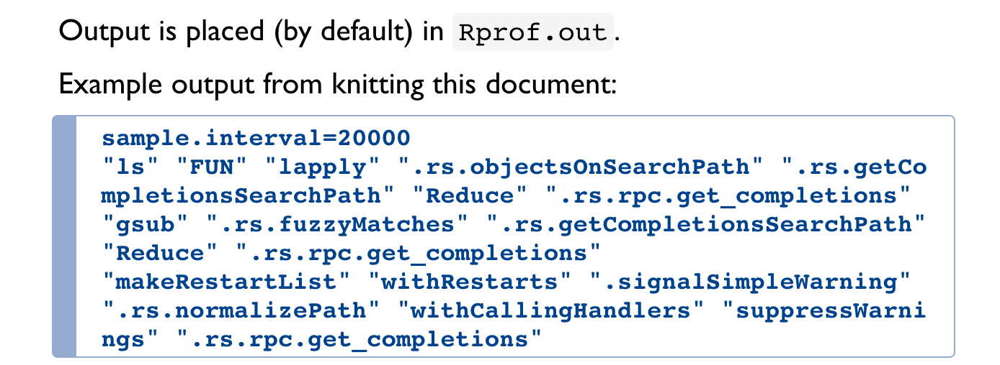 Output is placed (by default) in Rprof.out.
Example output from knitting this document:
sample.interval=20000
"ls" "FUN" "lapply" ".rs.objectsOnSearchPath" ".rs.getCo
mpletionsSearchPath" "Reduce" ".rs.rpc.get_completions"
"gsub" ".rs.fuzzyMatches" ".rs.getCompletionsSearchPath"
"Reduce" ".rs.rpc.get_completions"
"makeRestartList" "withRestarts" ".signalSimpleWarning"
".rs.normalizePath" "withCallingHandlers" "suppressWarni
ngs" ".rs.rpc.get_completions"